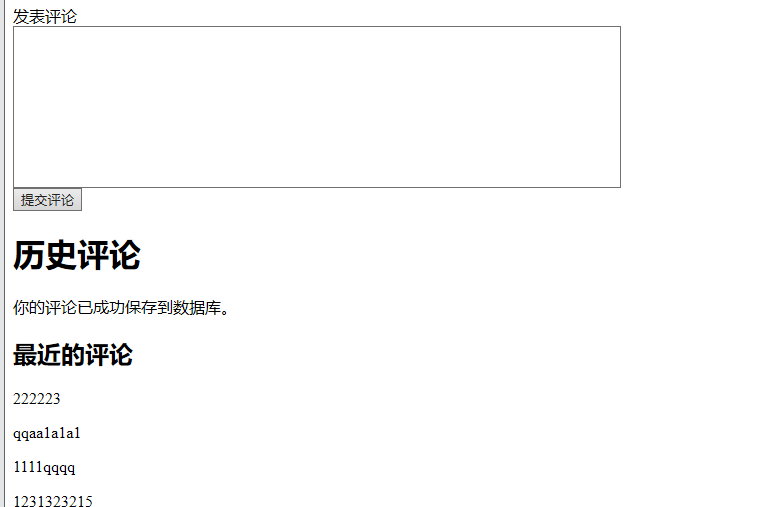 发表评论
提交评论
历史评论
你的评论已成功保存到数据库。
最近的评论
222223
qqaa1a1a1
1111qqqq
1231323215